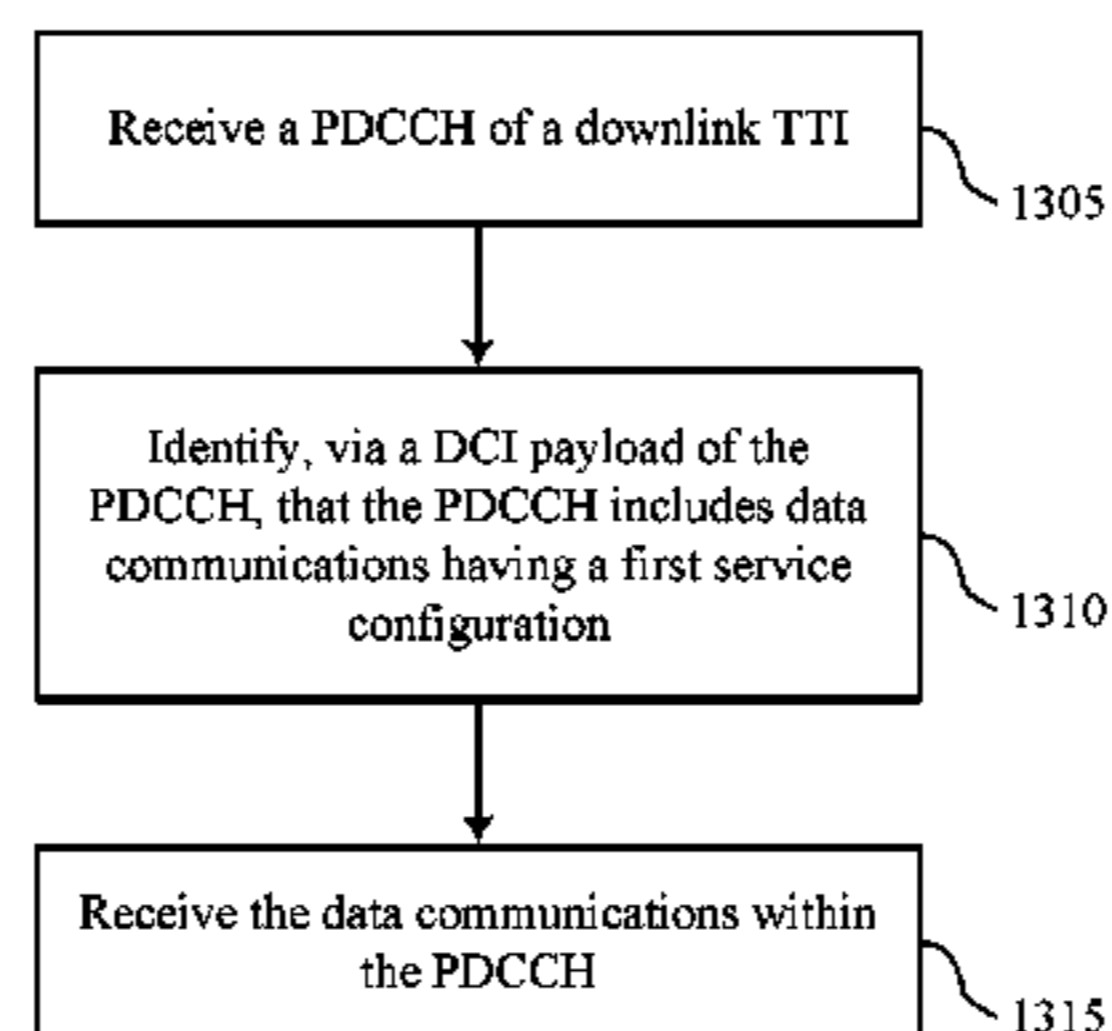 Receive a PDCCH of a downlink TTI
1305
Identify, via a DCI payload of the
PDCCH, that the PDCCH includes data
communications having a first service
configuration
1310
Receive the data communications within
the PDCCH
1315